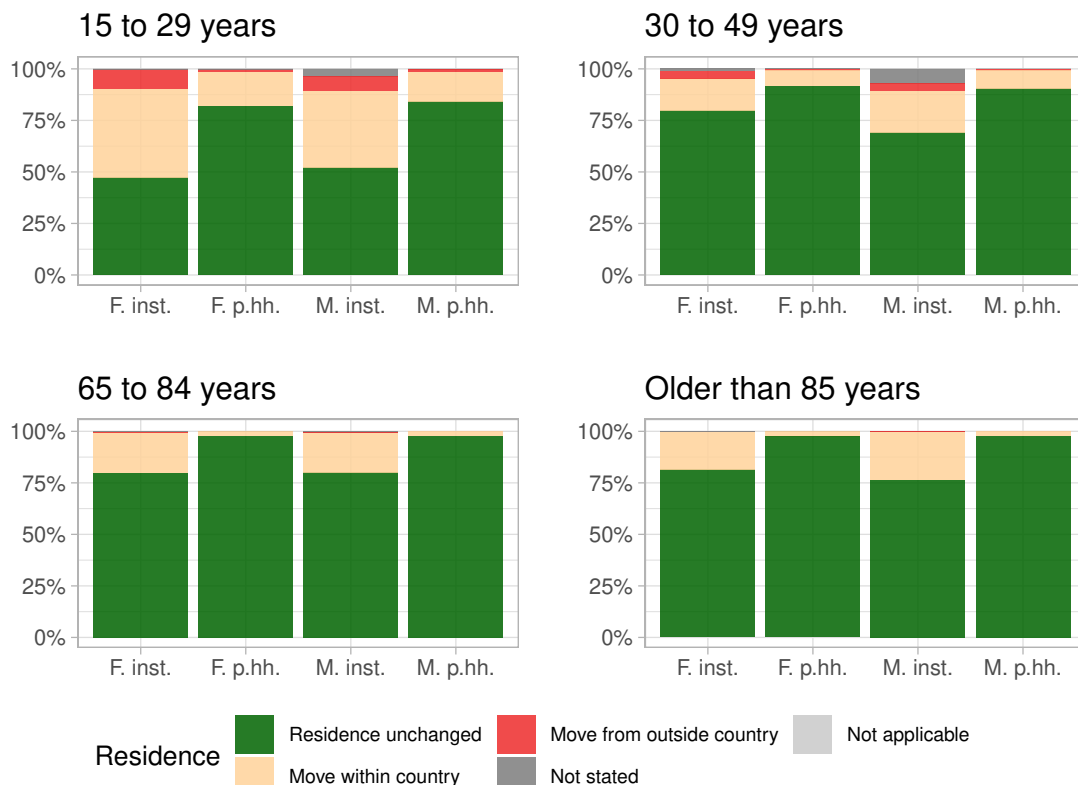 15 to 29 years
30 to 49 years
100%
75%
50%
25%
0%
F. inst. F. p.hh. M. inst. M. p.hh.
100%
75%
50%
25%
0%
F. inst. F. p.hh. M. inst. M. p.hh.
65 to 84 years
Older than 85 years
100%
75%
50%
25%
0%
F. inst. F. p.hh. M. inst. M. p.hh.
100%
75%
50%
25%
0%
F. inst. F. p.hh. M. inst. M. p.hh.
Residence
Residence unchanged
Move from outside country
Not applicable
Move within country
Not stated